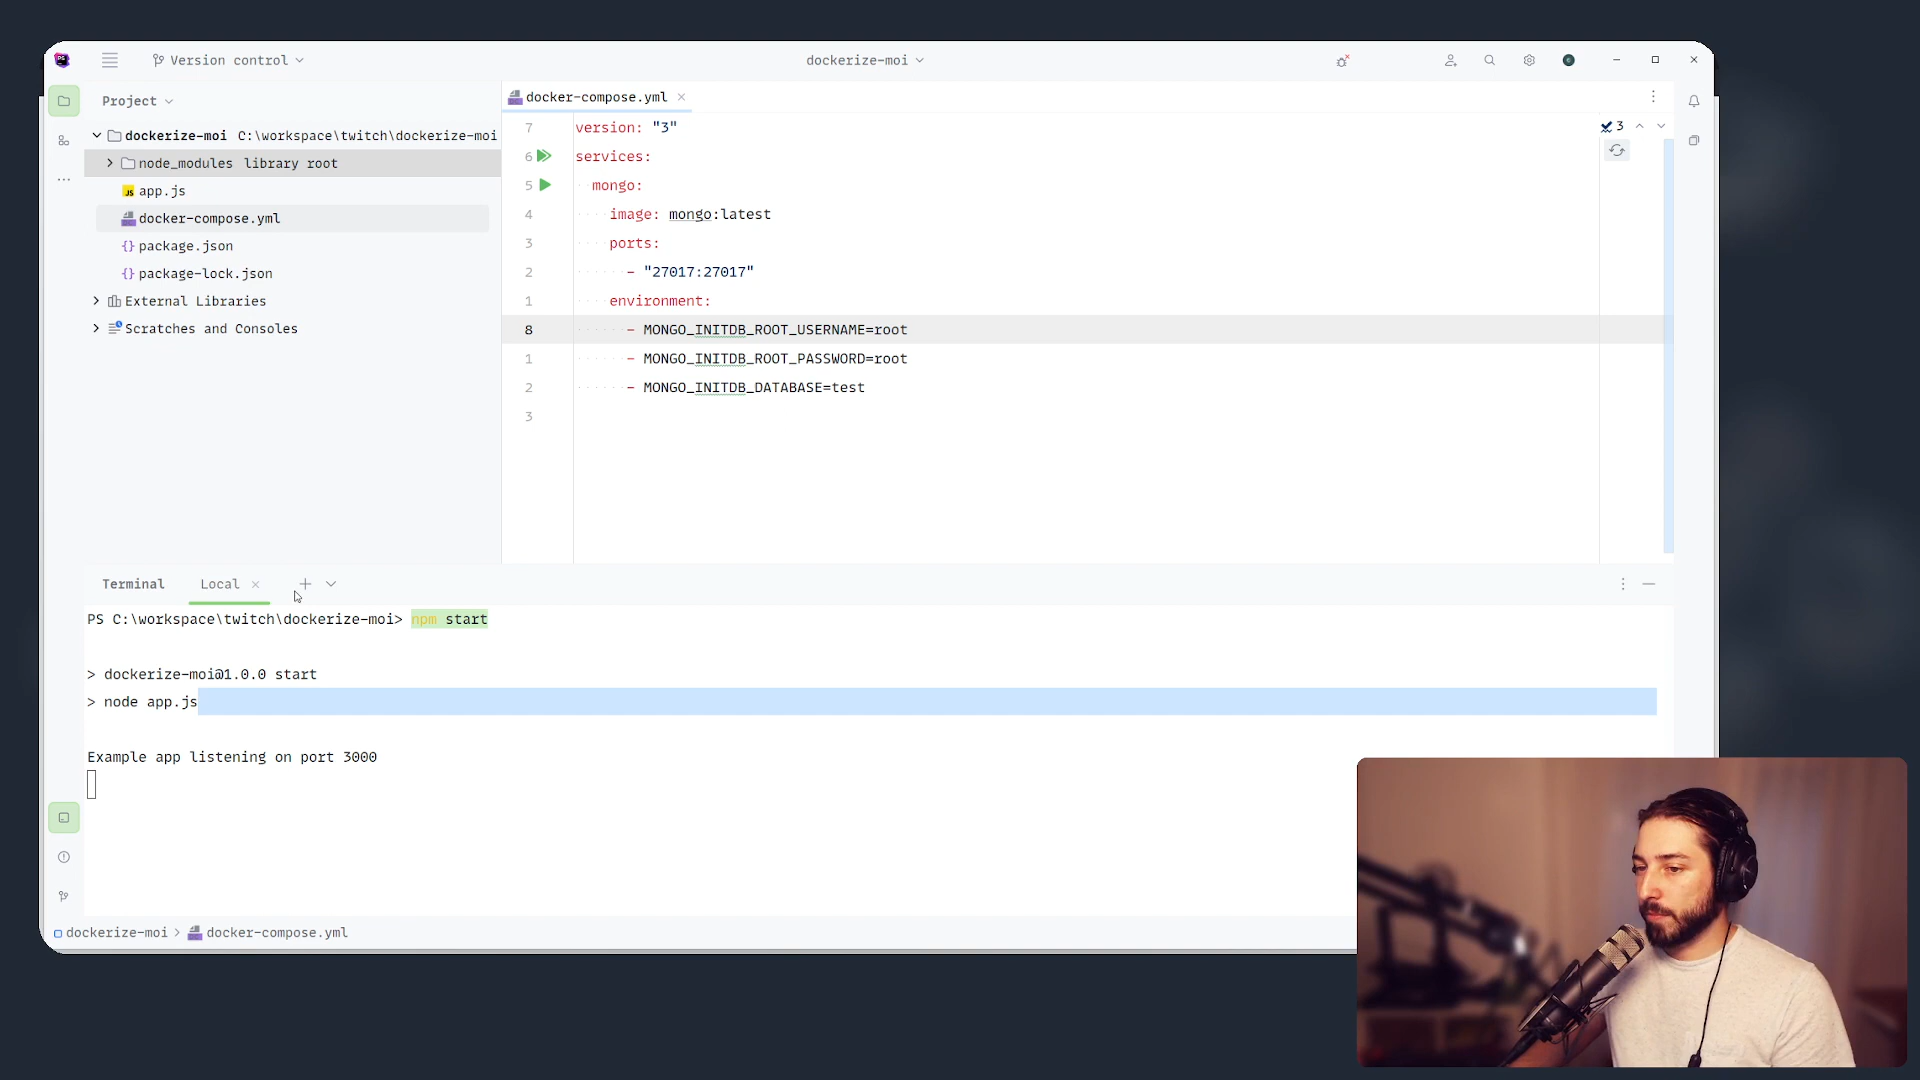 Version control
dockerize-moi
Project
dockerize-moi C:\workspace\twitch\dockerize-moi
node_modules library root
app.js
docker-compose.yml
package.json
package-lock.json
External Libraries
Scratches and Consoles
docker-compose.yml
3
7 version: "3"
6 services:
5 mongo:
4 image: mongo:latest
3 ports:
2 - "27017:27017"
1 environment:
8 - MONGO_INITDB_ROOT_USERNAME=root
1 - MONGO_INITDB_ROOT_PASSWORD=root
2 - MONGO_INITDB_DATABASE=test
3
Terminal Local
PS C:\workspace\twitch\dockerize-moi> npm start
> dockerize-moi@1.0.0 start
> node app.js
Example app listening on port 3000
dockerize-moi > docker-compose.yml